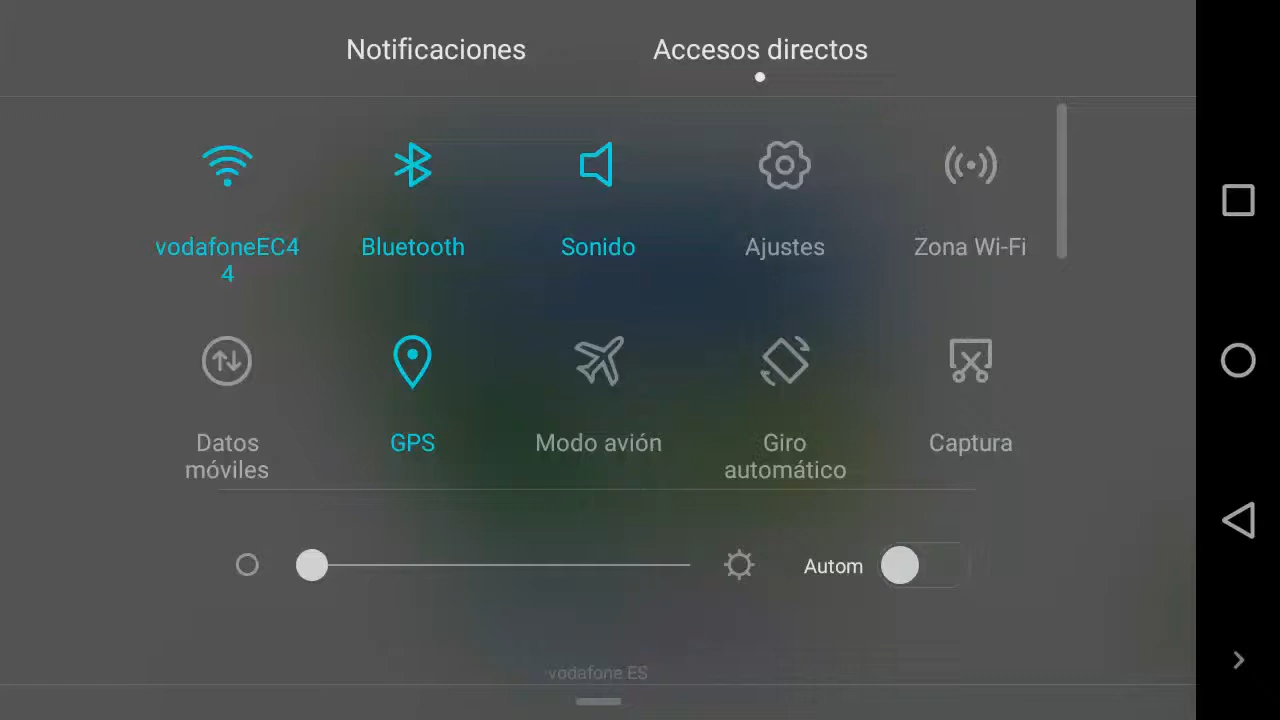 Notificaciones Accesos directos
vodafoneEC4
4
Bluetooth
Sonido
Ajustes
Zona Wi-Fi
Datos
móviles
GPS
Modo avión
Giro
automático
Captura
Autom
vodafone ES